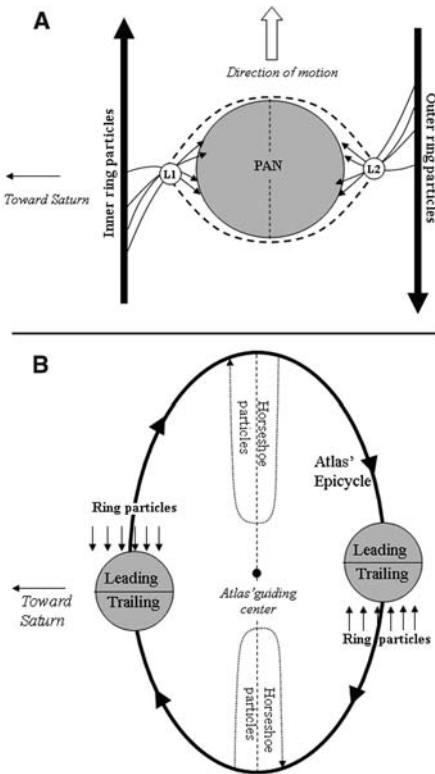 A
Direction of motion
Inner ring particles
Outer ring particles
L1
PAN
L2
Toward Saturn
B
Horseshoe
particles
Atlas'
Epicycle
Ring particles
Leading
Trailing
Leading
Trailing
Toward
Saturn
Atlas'guiding
center
Ring particles
Horseshoe
particles